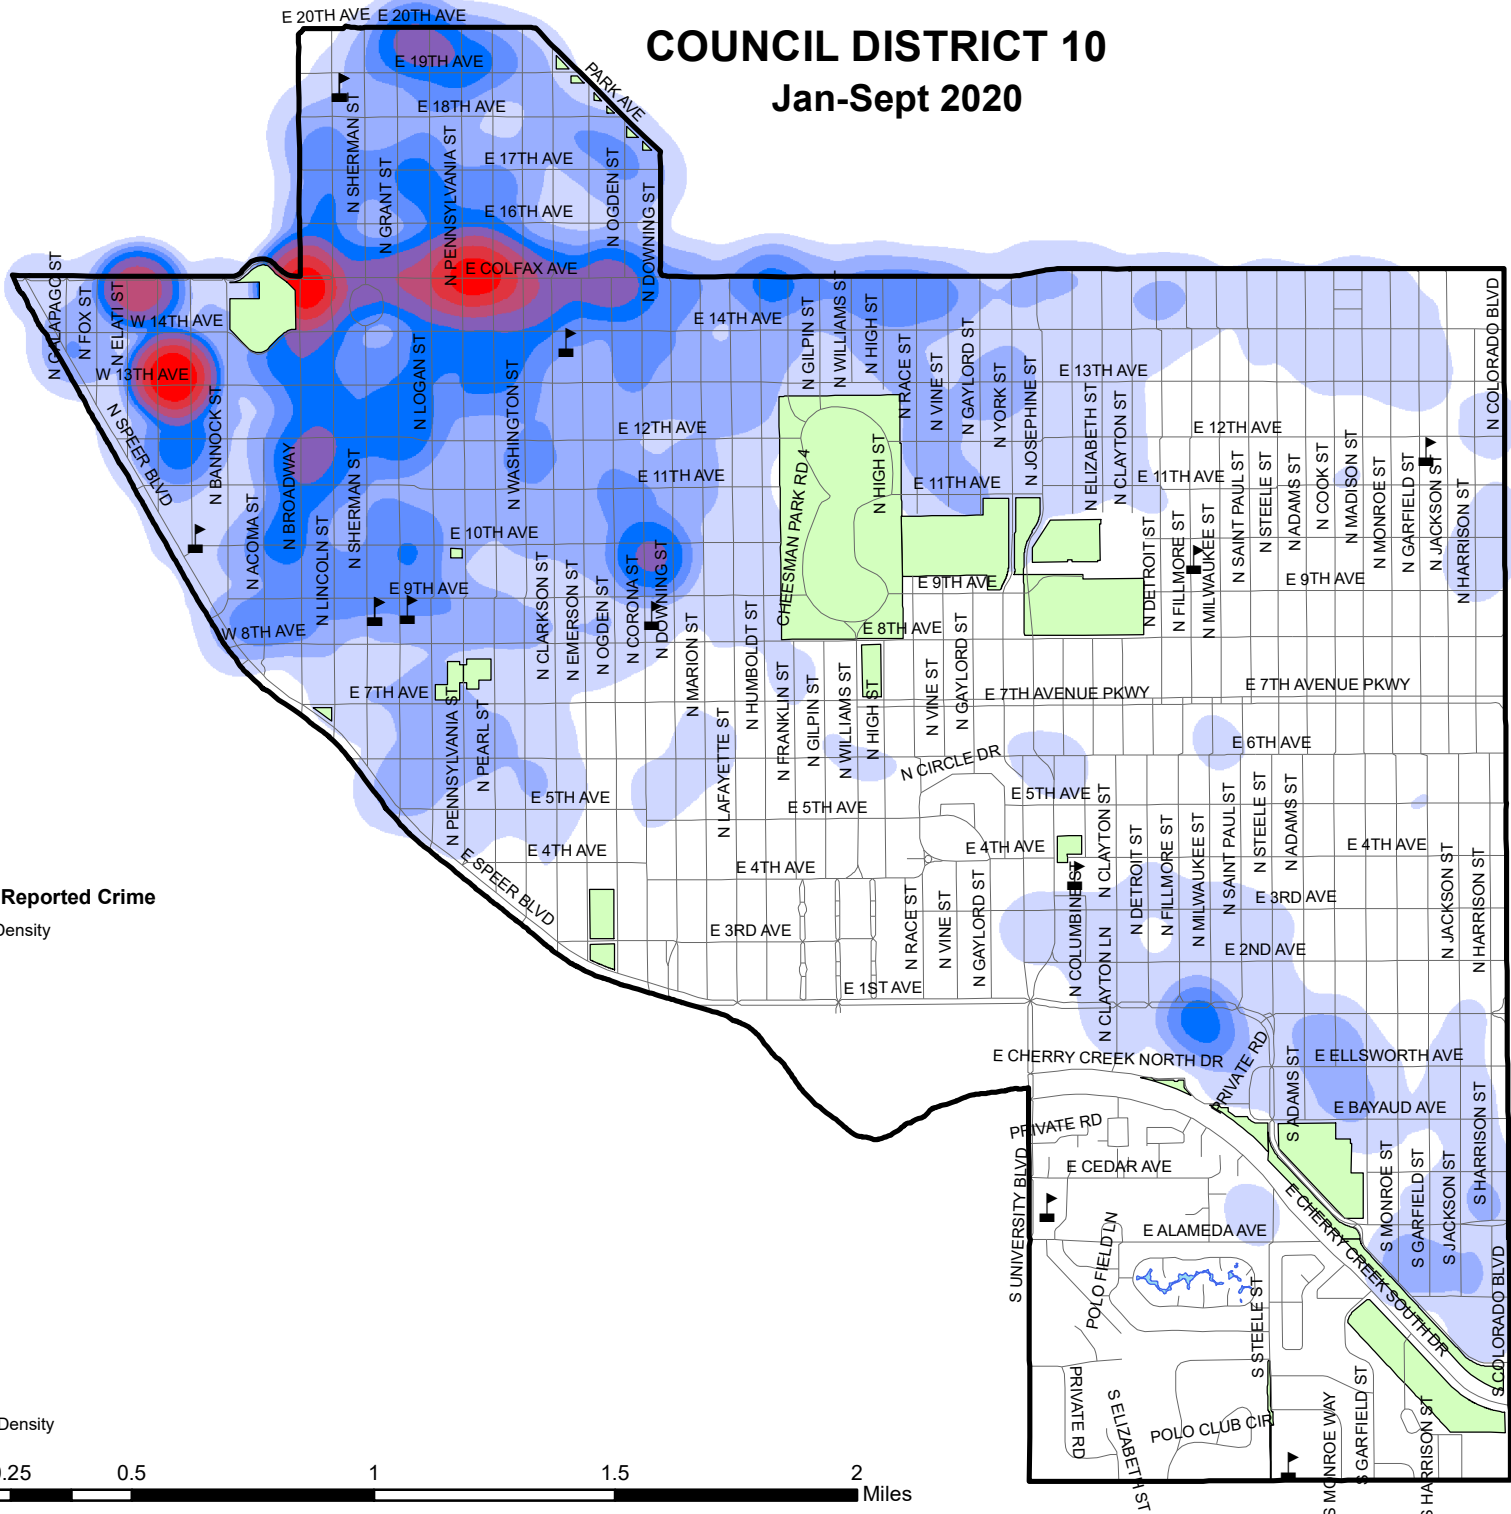 E 20TH AVE
E 20TH AVE
COUNCIL DISTRICT 10
Jan-Sept 2020
E 19TH AVE
PARK AVE
E 18TH AVE
N SHERMAN ST
N GRANT ST
N PENNSYLVANIA ST
E 17TH AVE
N OGDEN ST
N DOWNING ST
E 16TH AVE
E COLFAX AVE
N GALAPAGO ST
N FOX ST
N ELATI ST
W 14TH AVE
W 13TH AVE
N BANNOCK ST
N SPEER BLVD
E 14TH AVE
N GILPIN ST
N WILLIAMS ST
N HIGH ST
N RACE ST
N VINE ST
N GAYLORD ST
N YORK ST
N JOSEPHINE ST
E 13TH AVE
N ELIZABETH ST
N CLAYTON ST
N COLORADO BLVD
N LOGAN ST
N WASHINGTON ST
E 12TH AVE
E 12TH AVE
E 11TH AVE
E 11TH AVE
E 11TH AVE
CHEESMAN PARK RD 4
N HIGH ST
N SAINT PAUL ST
N STEELE ST
N ADAMS ST
N COOK ST
N MADISON ST
N MONROE ST
N GARFIELD ST
N JACKSON ST
N HARRISON ST
N ACOMA ST
N BROADWAY
N LINCOLN ST
N SHERMAN ST
E 10TH AVE
E 9TH AVE
E 9TH AVE
E 9TH AVE
N CLARKSON ST
N EMERSON ST
N OGDEN ST
N CORONA ST
N DOWNING ST
N MARION ST
N HUMBOLDT ST
N DETROIT ST
N FILLMORE ST
N MILWAUKEE ST
W 8TH AVE
E 8TH AVE
E 7TH AVE
N PENNSYLVANIA ST
N PEARL ST
N LAFAYETTE ST
N FRANKLIN ST
N GILPIN ST
N WILLIAMS ST
N HIGH ST
N VINE ST
N GAYLORD ST
E 7TH AVENUE PKWY
E 7TH AVENUE PKWY
E 6TH AVE
N CIRCLE DR
E 5TH AVE
E 5TH AVE
E 5TH AVE
N CLAYTON ST
N DETROIT ST
N FILLMORE ST
N MILWAUKEE ST
N SAINT PAUL ST
N STEELE ST
N ADAMS ST
E 4TH AVE
E 4TH AVE
E 4TH AVE
E 4TH AVE
E SPEER BLVD
Reported Crime
Density
E 3RD AVE
E 3RD AVE
N RACE ST
N VINE ST
N GAYLORD ST
N COLUMBINE ST
N CLAYTON LN
N JACKSON ST
N HARRISON ST
E 2ND AVE
E 1ST AVE
E CHERRY CREEK NORTH DR
PRIVATE RD
S ADAMS ST
E ELLSWORTH AVE
E BAYAUD AVE
PRIVATE RD
E CEDAR AVE
S UNIVERSITY BLVD
POLO FIELD LN
E ALAMEDA AVE
E CHERRY CREEK SOUTH DR
S MONROE ST
S GARFIELD ST
S JACKSON ST
S HARRISON ST
S STEELE ST
S COLORADO BLVD
PRIVATE RD
S ELIZABETH ST
POLO CLUB CIR
S MONROE WAY
S GARFIELD ST
S HARRISON ST
Density
0.25 0.5 1 1.5 2
Miles